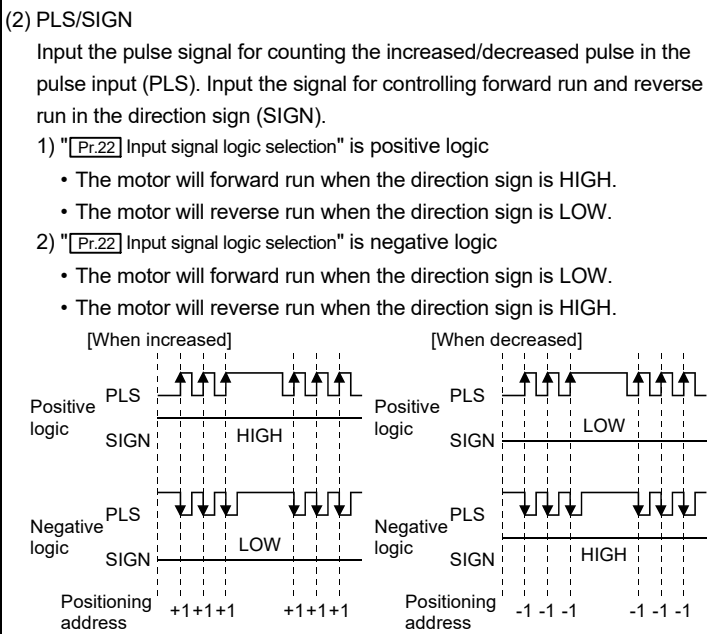 (2) PLS/SIGN
Input the pulse signal for counting the increased/decreased pulse in the
pulse input (PLS). Input the signal for controlling forward run and reverse
run in the direction sign (SIGN).
1) "Pr.22 Input signal logic selection" is positive logic
• The motor will forward run when the direction sign is HIGH.
• The motor will reverse run when the direction sign is LOW.
2) "Pr.22 Input signal logic selection" is negative logic
• The motor will forward run when the direction sign is LOW.
• The motor will reverse run when the direction sign is HIGH.
[When increased]
Positive
logic
PLS
SIGN
HIGH
Negative
logic
PLS
SIGN
LOW
Positioning
address
+1 +1 +1 +1 +1 +1
[When decreased]
Positive
logic
PLS
SIGN
LOW
Negative
logic
PLS
SIGN
HIGH
Positioning
address
-1 -1 -1 -1 -1 -1